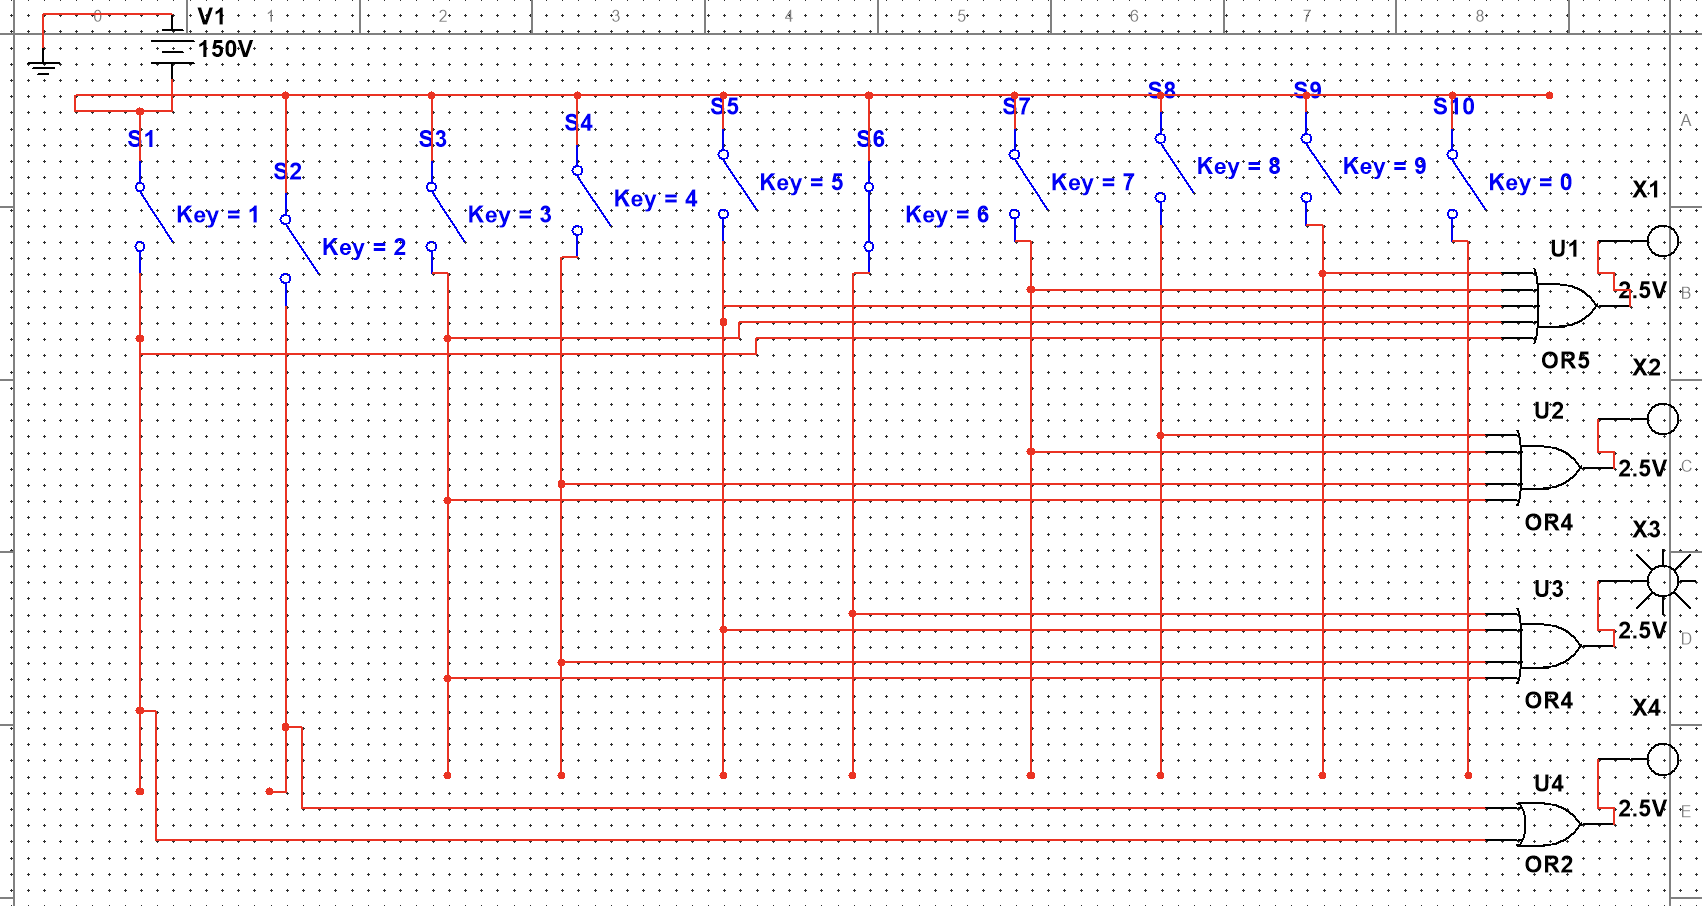 0 1 2 3 4 5 6 7 8
V1
150V
A
B
C
D
E
S1
Key = 1
S2
Key = 2
S3
Key = 3
S4
Key = 4
S5
Key = 5
S6
Key = 6
S7
Key = 7
S8
Key = 8
S9
Key = 9
S10
Key = 0
X1
U1
2.5V
OR5
X2
U2
2.5V
OR4
X3
U3
2.5V
OR4
X4
U4
2.5V
OR2